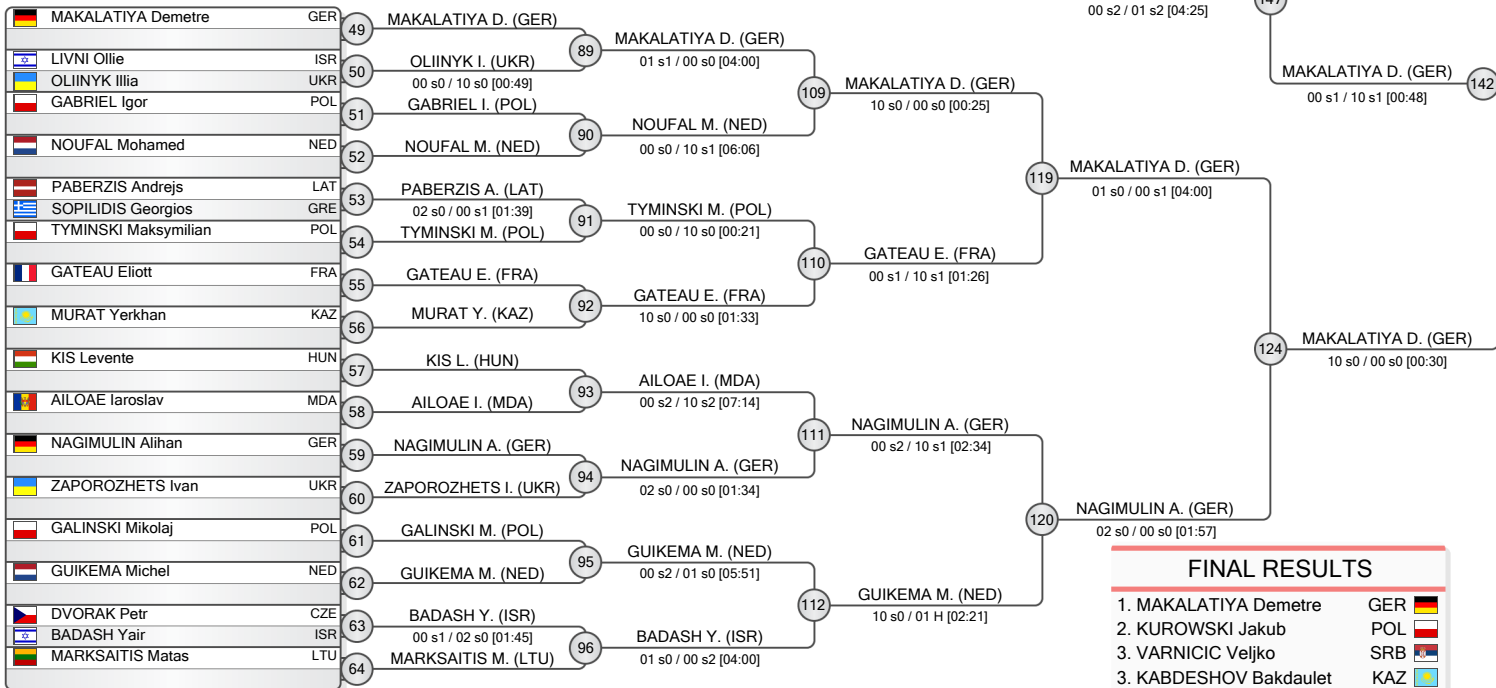 MAKALATIYA Demetre GER
LIVNI Ollie ISR
OLIINYK Illia UKR
GABRIEL Igor POL
NOUFAL Mohamed NED
PABERZIS Andrejs LAT
SOPILIDIS Georgios GRE
TYMINSKI Maksymilian POL
GATEAU Eliott FRA
MURAT Yerkhan KAZ
KIS Levente HUN
AILOAE Iaroslav MDA
NAGIMULIN Alihan GER
ZAPOROZHETS Ivan UKR
GALINSKI Mikolaj POL
GUIKEMA Michel NED
DVORAK Petr CZE
BADASH Yair ISR
MARKSAITIS Matas LTU
49
50
51
52
53
54
55
56
57
58
59
60
61
62
63
64
MAKALATIYA D. (GER)
OLIINYK I. (UKR)
00 s0 / 10 s0 [00:49]
GABRIEL I. (POL)
NOUFAL M. (NED)
PABERZIS A. (LAT)
02 s0 / 00 s1 [01:39]
TYMINSKI M. (POL)
GATEAU E. (FRA)
MURAT Y. (KAZ)
KIS L. (HUN)
AILOAE I. (MDA)
NAGIMULIN A. (GER)
ZAPOROZHETS I. (UKR)
GALINSKI M. (POL)
GUIKEMA M. (NED)
BADASH Y. (ISR)
00 s1 / 02 s0 [01:45]
MARKSAITIS M. (LTU)
89
90
91
92
93
94
95
96
MAKALATIYA D. (GER)
01 s1 / 00 s0 [04:00]
NOUFAL M. (NED)
00 s0 / 10 s1 [06:06]
TYMINSKI M. (POL)
00 s0 / 10 s0 [00:21]
GATEAU E. (FRA)
10 s0 / 00 s0 [01:33]
AILOAE I. (MDA)
00 s2 / 10 s2 [07:14]
NAGIMULIN A. (GER)
02 s0 / 00 s0 [01:34]
GUIKEMA M. (NED)
00 s2 / 01 s0 [05:51]
BADASH Y. (ISR)
01 s0 / 00 s2 [04:00]
109
110
111
112
MAKALATIYA D. (GER)
10 s0 / 00 s0 [00:25]
GATEAU E. (FRA)
00 s1 / 10 s1 [01:26]
NAGIMULIN A. (GER)
00 s2 / 10 s1 [02:34]
GUIKEMA M. (NED)
10 s0 / 01 H [02:21]
119
120
MAKALATIYA D. (GER)
01 s0 / 00 s1 [04:00]
NAGIMULIN A. (GER)
02 s0 / 00 s0 [01:57]
124
MAKALATIYA D. (GER)
10 s0 / 00 s0 [00:30]
00 s2 / 01 s2 [04:25]
MAKALATIYA D. (GER)
00 s1 / 10 s1 [00:48]
142
FINAL RESULTS
1. MAKALATIYA Demetre GER
2. KUROWSKI Jakub POL
3. VARNICIC Veljko SRB
3. KABDESHOV Bakdaulet KAZ